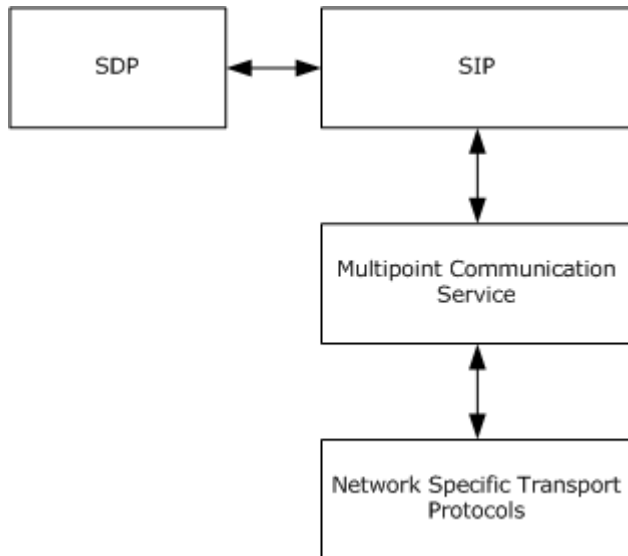 SDP
SIP
Multipoint Communication
Service
Network Specific Transport
Protocols